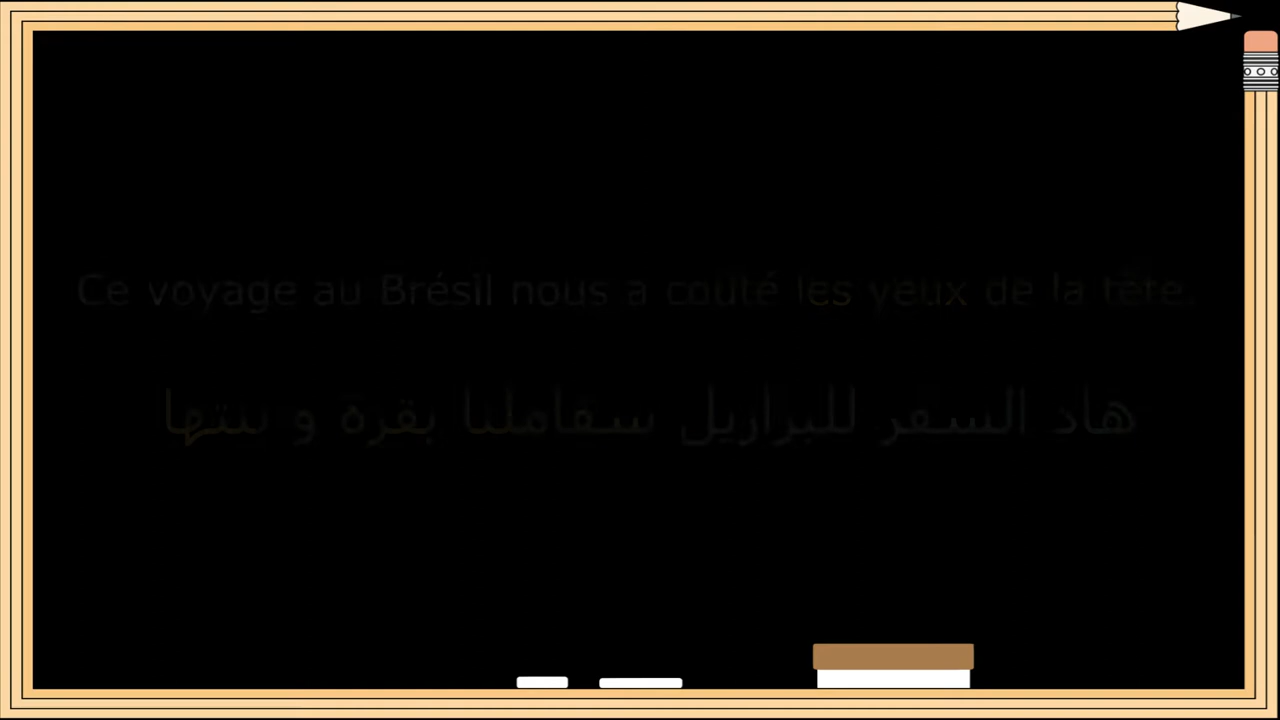 Ce voyage au Brésil nous a coûté les yeux de la tête.
هاد السفر للبرازيل سقاملنا بقرة و بنتها